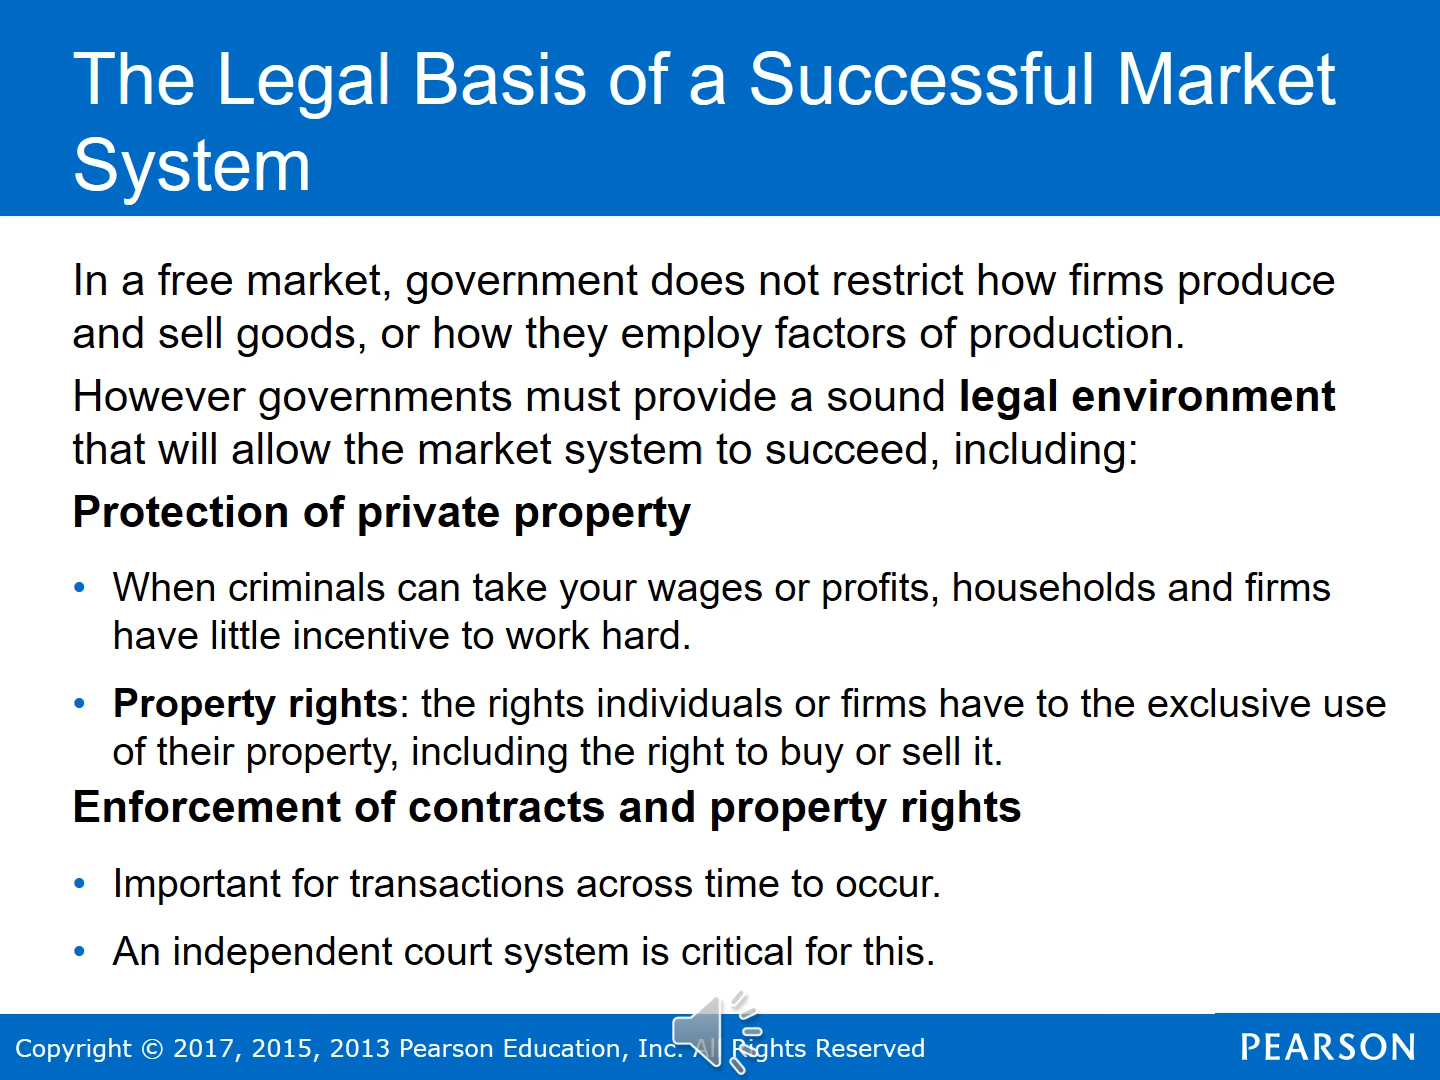 The Legal Basis of a Successful Market
System
In a free market, government does not restrict how firms produce
and sell goods, or how they employ factors of production.
However governments must provide a sound legal environment
that will allow the market system to succeed, including:
Protection of private property
• When criminals can take your wages or profits, households and firms
have little incentive to work hard.
• Property rights: the rights individuals or firms have to the exclusive use
of their property, including the right to buy or sell it.
Enforcement of contracts and property rights
• Important for transactions across time to occur.
• An independent court system is critical for this.
Copyright © 2017, 2015, 2013 Pearson Education, Inc. All Rights Reserved
PEARSON